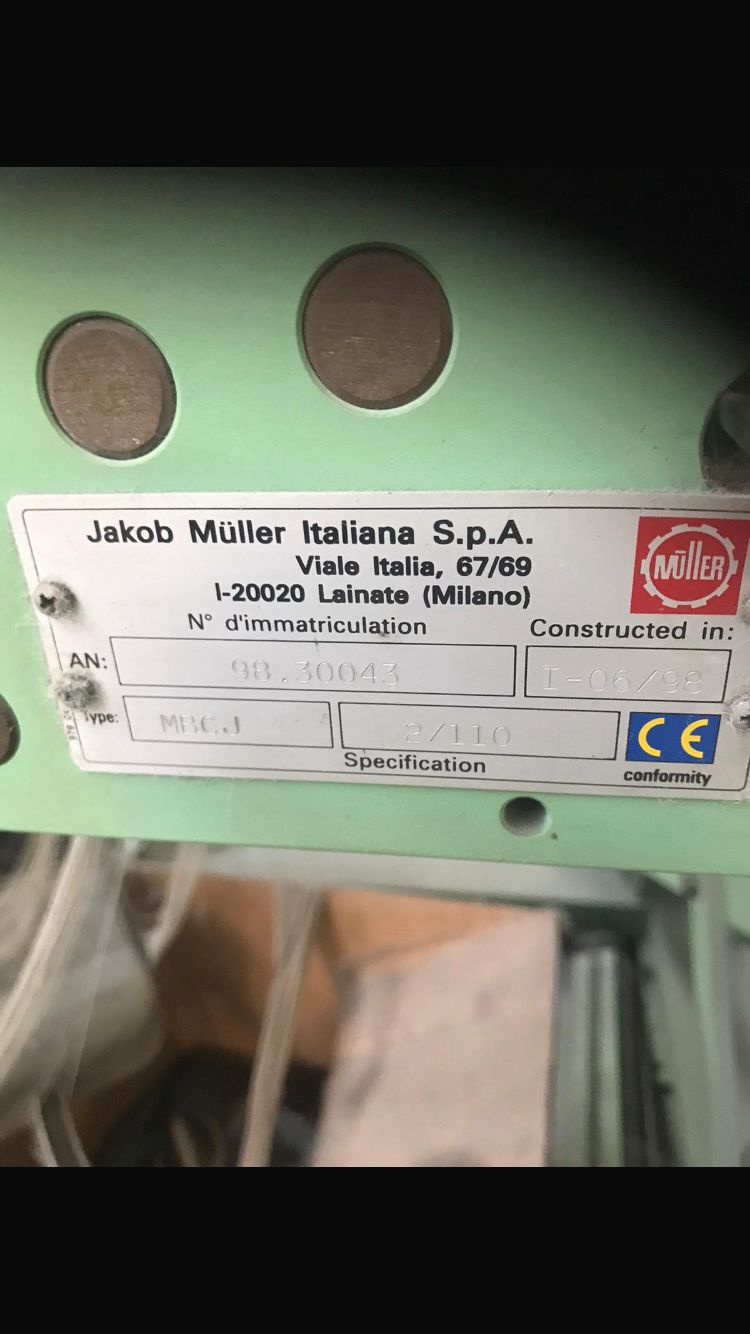 Jakob Müller Italiana S.p.A.
Viale Italia, 67/69
I-20020 Lainate (Milano)
MÜLLER
N° d'immatriculation
Constructed in:
AN: 98.30043
I-06/98
Type: MBCJ
2/110
CE
Specification
conformity